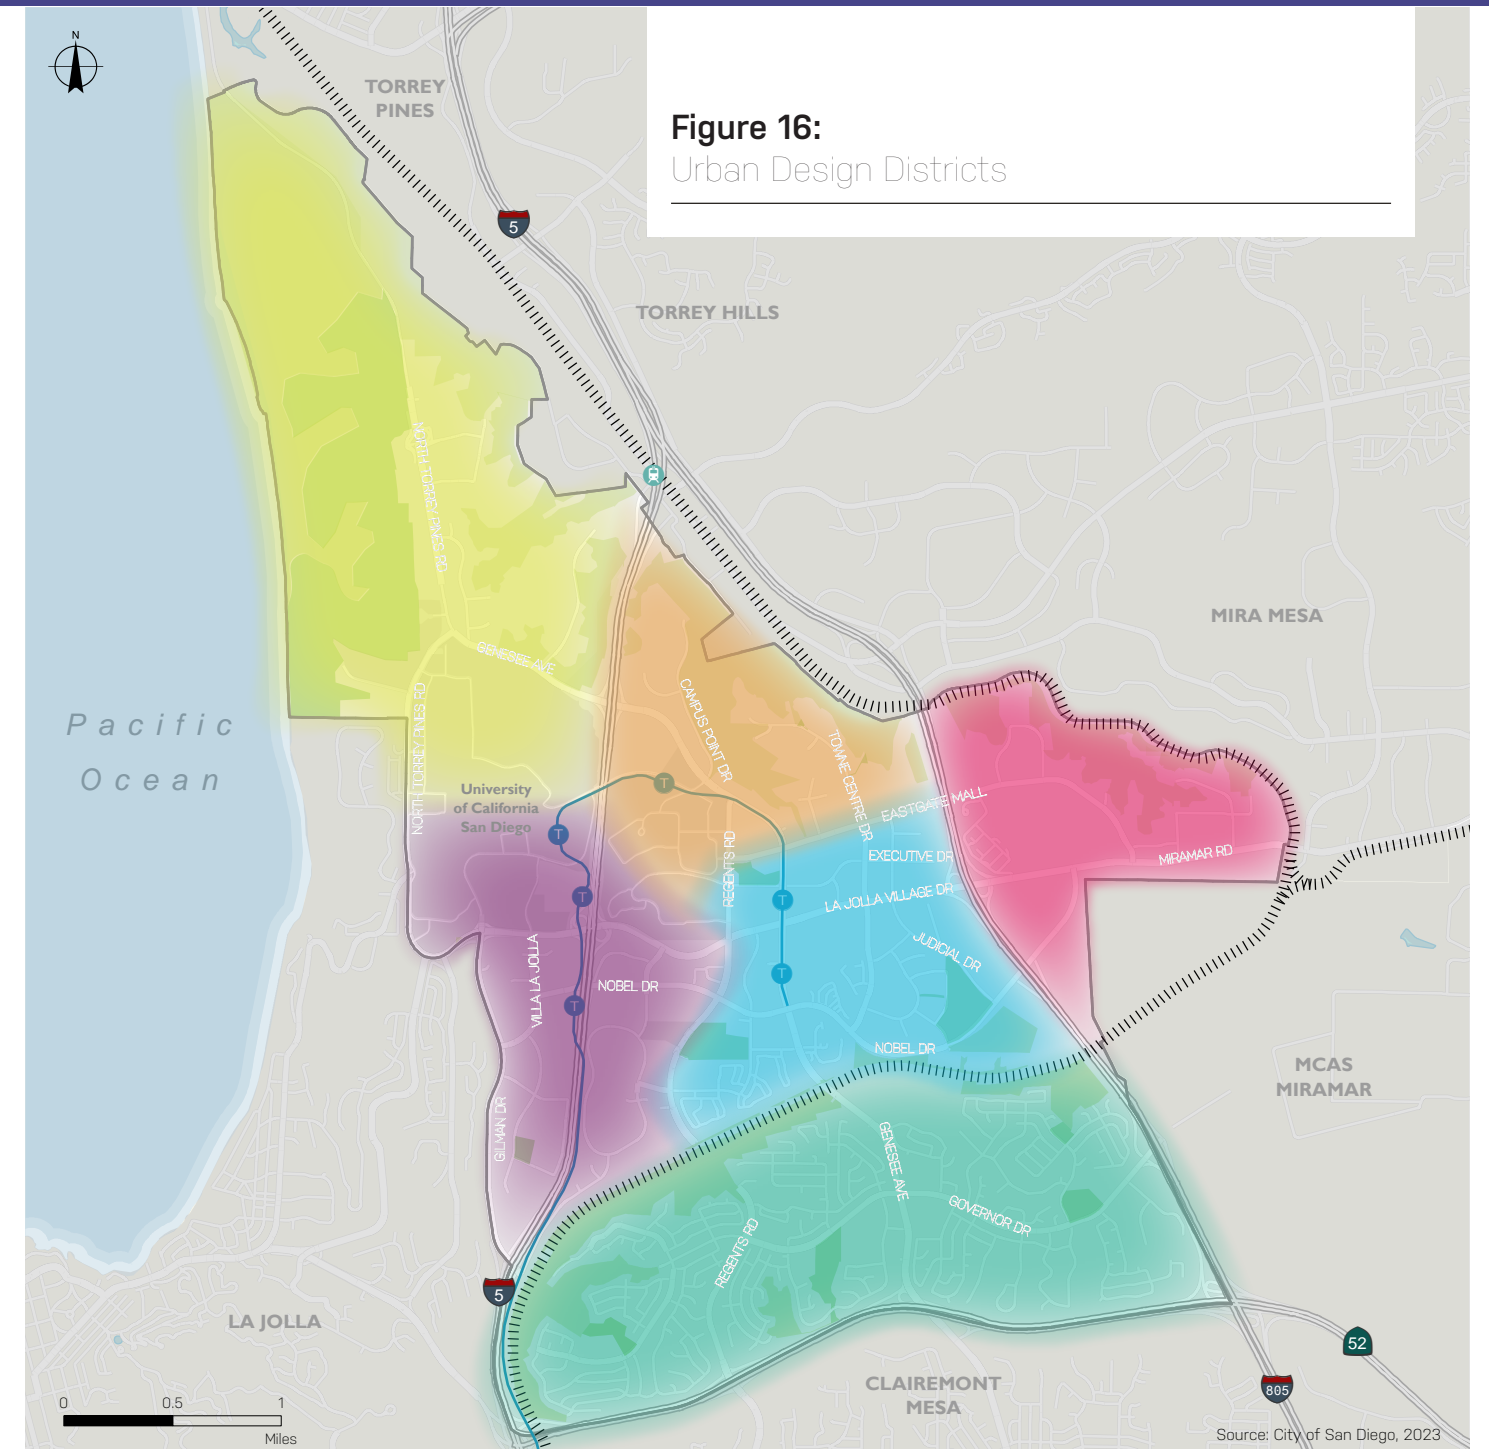 N
TORREY
PINES
Figure 16:
Urban Design Districts
5
TORREY HILLS
NORTH TORREY PINES RD
MIRA MESA
GENESEE AVE
CAMPUS POINT DR
NORTH TORREY PINES RD
Pacific
Ocean
TOWNE CENTRE DR
University
of California
San Diego
T
EASTGATE MALL
T
REGENTS RD
EXECUTIVE DR
MIRAMAR RD
T
T
LA JOLLA VILLAGE DR
VILLA LA JOLLA
JUDICIAL DR
T
NOBEL DR
T
NOBEL DR
MCAS
MIRAMAR
GILMAN DR
GENESEE AVE
GOVERNOR DR
REGENTS RD
5
LA JOLLA
52
CLAIREMONT
MESA
805
0 0.5 1
Miles
Source: City of San Diego, 2023